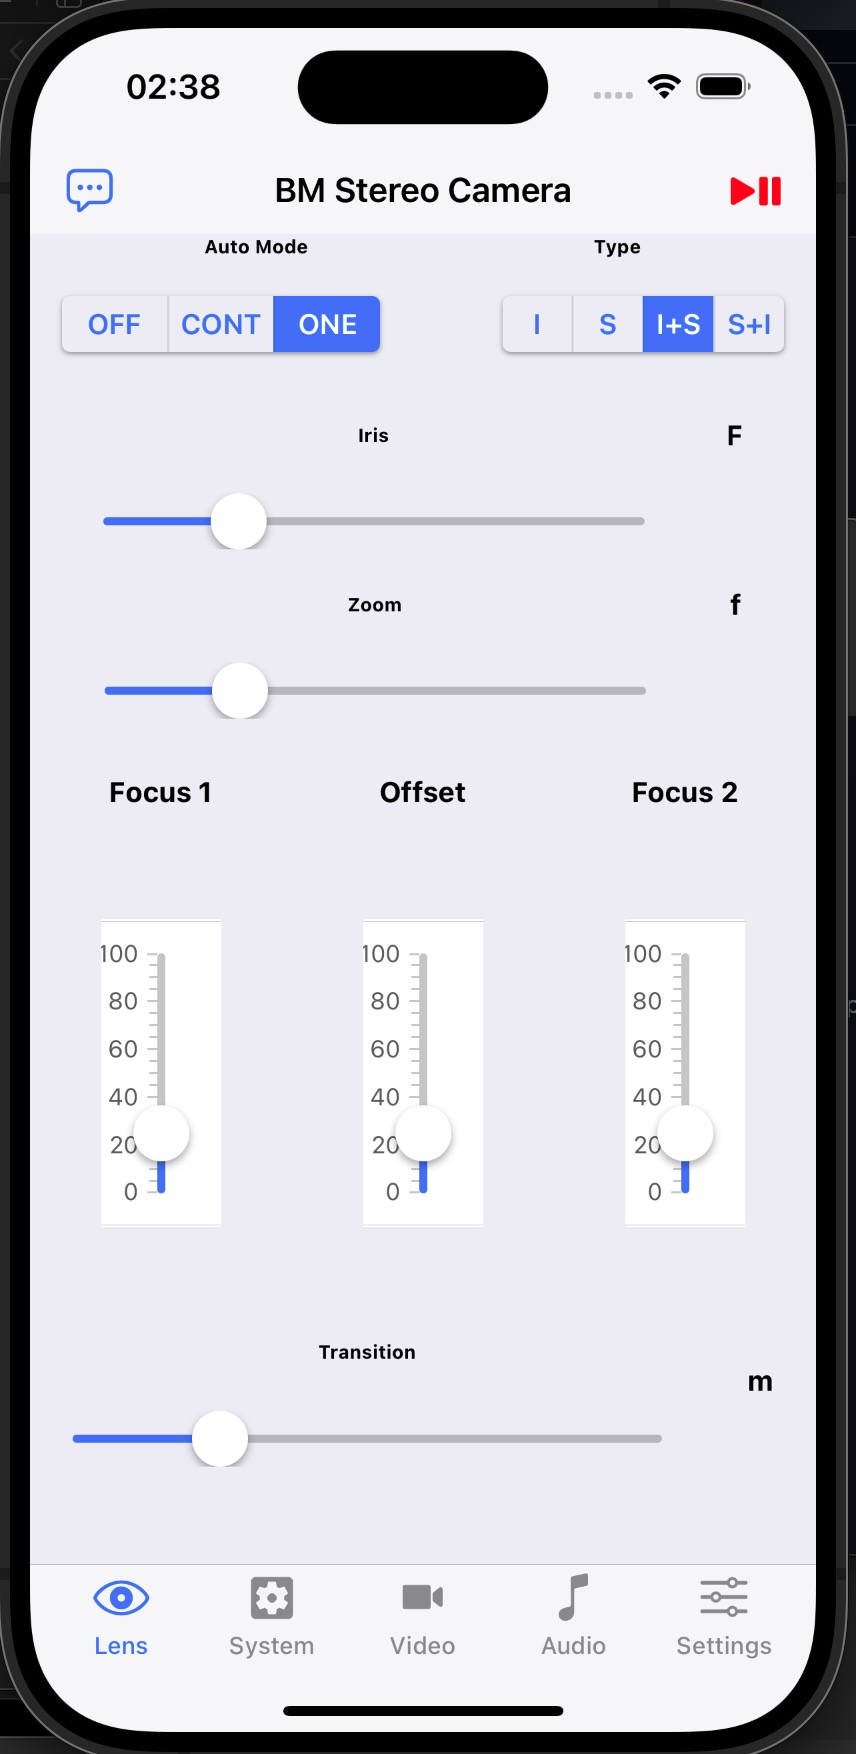 02:38
BM Stereo Camera
Auto Mode Type
OFF CONT ONE I S I+S S+I
Iris F
Zoom f
Focus 1 Offset Focus 2
100 100 100
80 80 80
60 60 60
40 40 40
20 20 20
0 0 0
Transition
m
Lens System Video Audio Settings